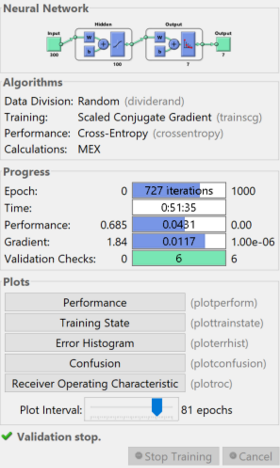 Neural Network
Hidden
Output
Input
W
b
W
b
Output
300
100
7
7
Algorithms
Data Division: Random (dividerand)
Training: Scaled Conjugate Gradient (trainscg)
Performance: Cross-Entropy (crossentropy)
Calculations: MEX
Progress
Epoch: 0 727 iterations 1000
Time: 0:51:35
Performance: 0.685 0.0431 0.00
Gradient: 1.84 0.0117 1.00e-06
Validation Checks: 0 6 6
Plots
Performance (plotperform)
Training State (plottrainstate)
Error Histogram (ploterrhist)
Confusion (plotconfusion)
Receiver Operating Characteristic (plotroc)
Plot Interval: 81 epochs
Validation stop.
Stop Training Cancel